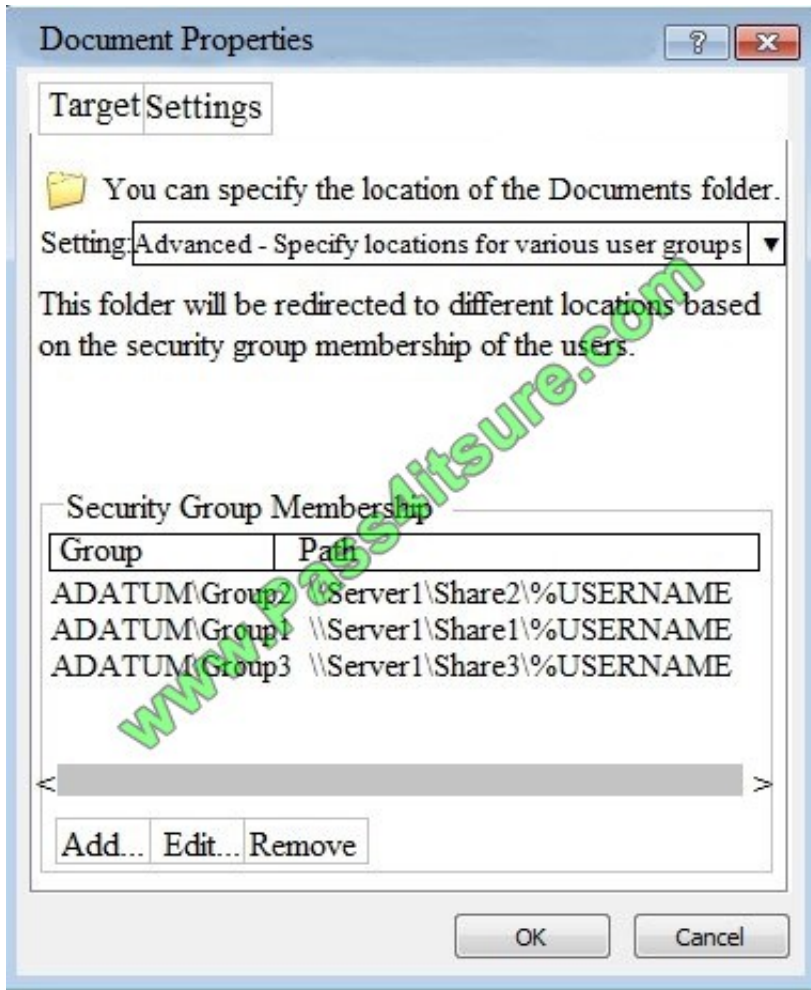 Document Properties
Target Settings
You can specify the location of the Documents folder.
Setting: Advanced - Specify locations for various user groups
This folder will be redirected to different locations based
on the security group membership of the users.
Security Group Membership
Group Path
ADATUM\Group2 \\Server1\Share2\%USERNAME
ADATUM\Group1 \\Server1\Share1\%USERNAME
ADATUM\Group3 \\Server1\Share3\%USERNAME
< >
Add... Edit... Remove
OK Cancel
www.Pass4itsure.com